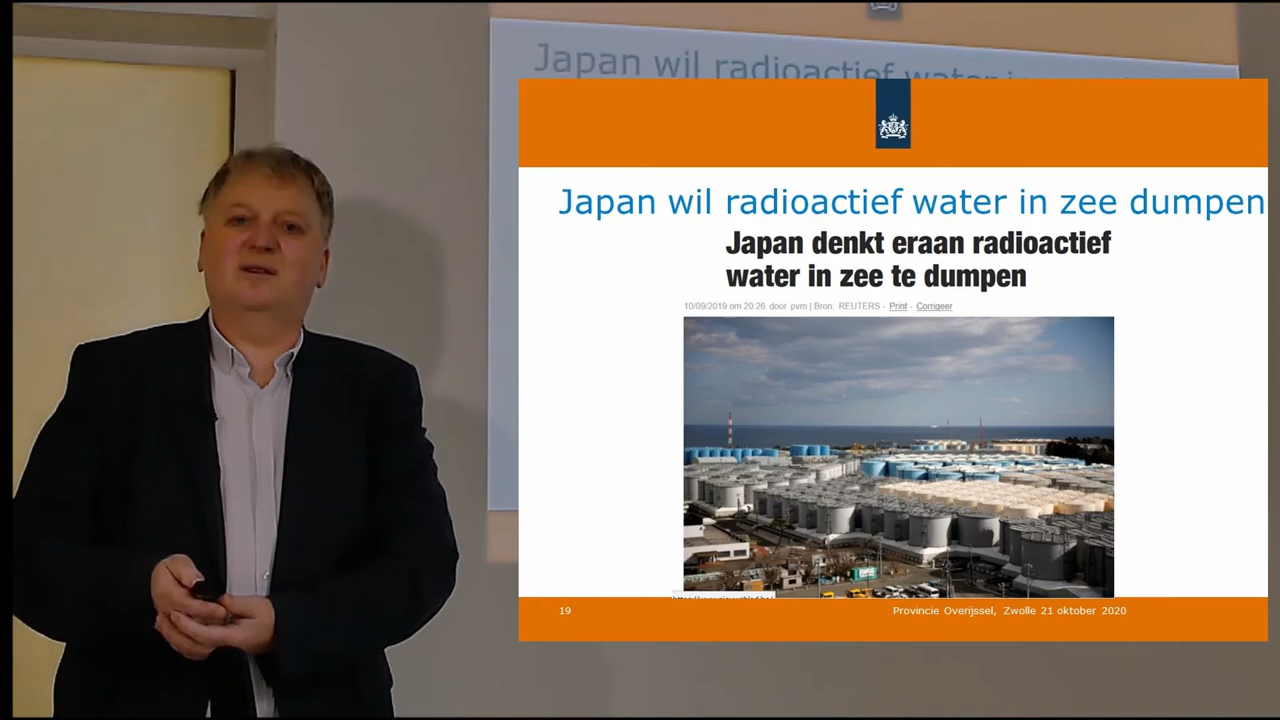 Japan wil radioactief water in
Japan wil radioactief water in zee dumpen
Japan denkt eraan radioactief
water in zee te dumpen
10/09/2019 om 20:26 door pvm | Bron: REUTERS - Print - Corrigeer
19
Provincie Overijssel, Zwolle 21 oktober 2020